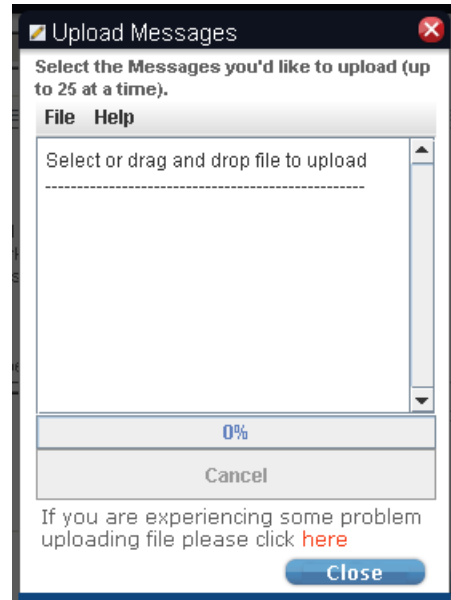 Upload Messages
Select the Messages you'd like to upload (up
to 25 at a time).
File Help
Select or drag and drop file to upload
------------------------------------------------
0%
Cancel
If you are experiencing some problem
uploading file please click here
Close